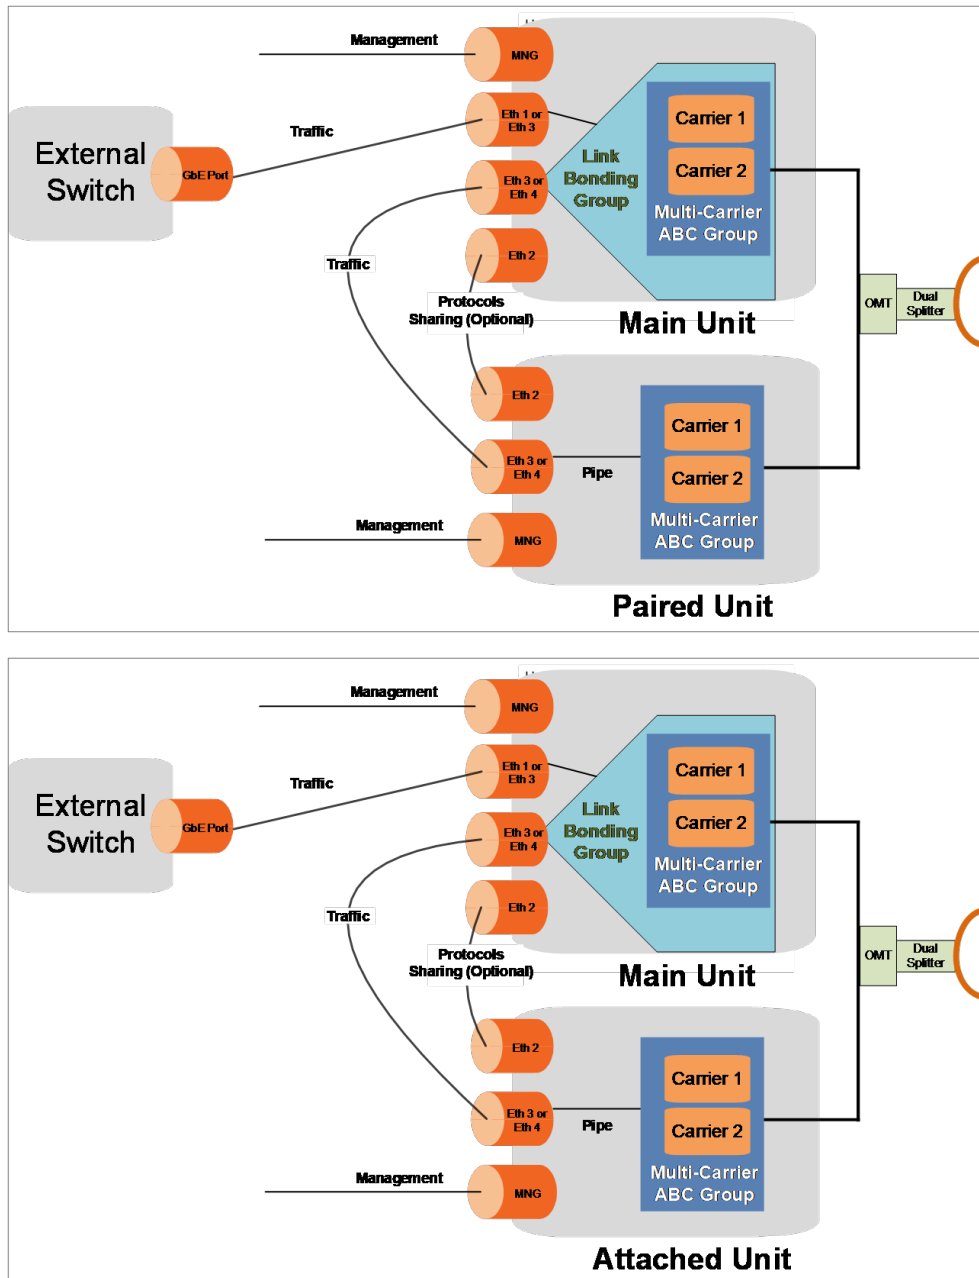 Management
MNG
External
Switch
GbE Port
Traffic
Eth 1 or
Eth 3
Eth 3 or
Eth 4
Eth 2
Link
Bonding
Group
Carrier 1
Carrier 2
Multi-Carrier
ABC Group
Traffic
Protocols
Sharing (Optional)
Main Unit
OMT
Dual
Splitter
Eth 2
Eth 3 or
Eth 4
Pipe
Carrier 1
Carrier 2
Multi-Carrier
ABC Group
Management
MNG
Paired Unit
Management
MNG
External
Switch
GbE Port
Traffic
Eth 1 or
Eth 3
Eth 3 or
Eth 4
Eth 2
Link
Bonding
Group
Carrier 1
Carrier 2
Multi-Carrier
ABC Group
Traffic
Protocols
Sharing (Optional)
Main Unit
OMT
Dual
Splitter
Eth 2
Eth 3 or
Eth 4
Pipe
Carrier 1
Carrier 2
Multi-Carrier
ABC Group
Management
MNG
Attached Unit